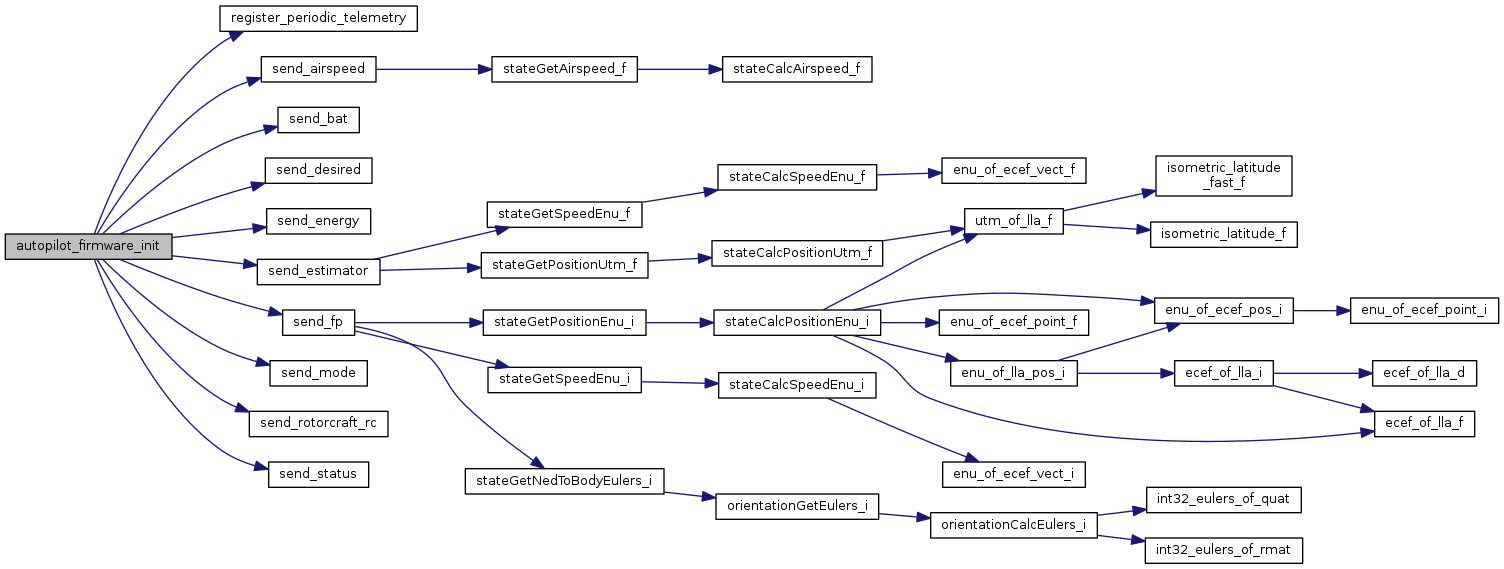 autopilot_firmware_init
register_periodic_telemetry
send_airspeed
send_bat
send_desired
send_energy
send_estimator
send_fp
send_mode
send_rotorcraft_rc
send_status
stateGetAirspeed_f
stateGetSpeedEnu_f
stateGetPositionUtm_f
stateGetPositionEnu_i
stateGetSpeedEnu_i
stateGetNedToBodyEulers_i
stateCalcAirspeed_f
stateCalcSpeedEnu_f
stateCalcPositionUtm_f
stateCalcPositionEnu_i
stateCalcSpeedEnu_i
orientationGetEulers_i
enu_of_ecef_vect_f
utm_of_lla_f
enu_of_ecef_point_f
enu_of_lla_pos_i
enu_of_ecef_vect_i
orientationCalcEulers_i
isometric_latitude
_fast_f
isometric_latitude_f
enu_of_ecef_pos_i
ecef_of_lla_i
int32_eulers_of_quat
int32_eulers_of_rmat
enu_of_ecef_point_i
ecef_of_lla_d
ecef_of_lla_f